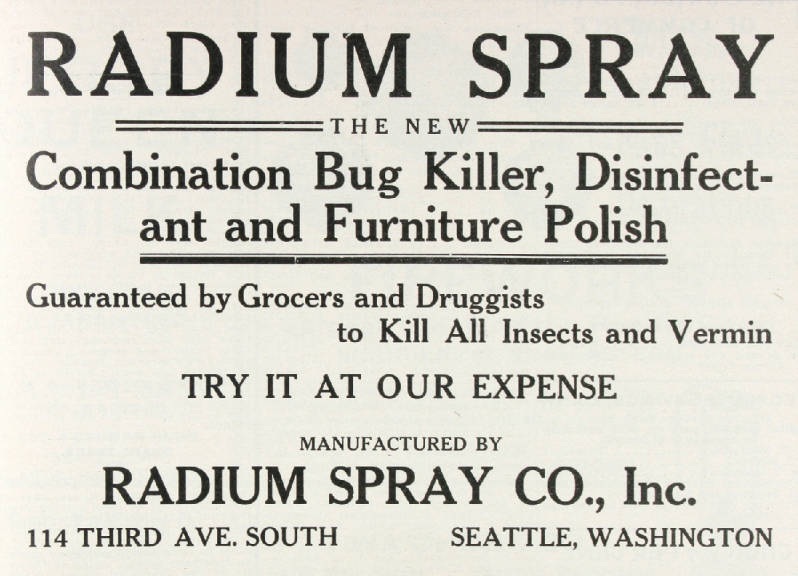 RADIUM SPRAY
THE NEW
Combination Bug Killer, Disinfect-
ant and Furniture Polish
Guaranteed by Grocers and Druggists
to Kill All Insects and Vermin
TRY IT AT OUR EXPENSE
MANUFACTURED BY
RADIUM SPRAY CO., Inc.
114 THIRD AVE. SOUTH SEATTLE, WASHINGTON